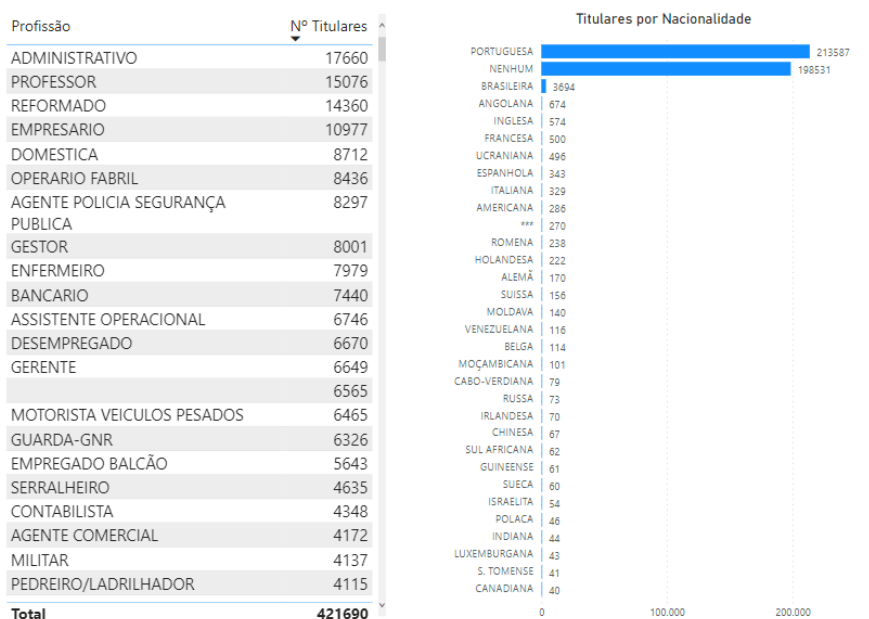 Profissão Nº Titulares
ADMINISTRATIVO 17660
PROFESSOR 15076
REFORMADO 14360
EMPRESARIO 10977
DOMESTICA 8712
OPERARIO FABRIL 8436
AGENTE POLICIA SEGURANÇA 8297
PUBLICA
GESTOR 8001
ENFERMEIRO 7979
BANCARIO 7440
ASSISTENTE OPERACIONAL 6746
DESEMPREGADO 6670
GERENTE 6649
6565
MOTORISTA VEICULOS PESADOS 6465
GUARDA-GNR 6326
EMPREGADO BALCÃO 5643
SERRALHEIRO 4635
CONTABILISTA 4348
AGENTE COMERCIAL 4172
MILITAR 4137
PEDREIRO/LADRILHADOR 4115
Total 421690
Titulares por Nacionalidade
PORTUGUESA 213587
NENHUM 198531
BRASILEIRA 3694
ANGOLANA 674
INGLESA 574
FRANCESA 500
UCRANIANA 496
ESPANHOLA 343
ITALIANA 329
AMERICANA 286
*** 270
ROMENA 238
HOLANDESA 222
ALEMÃ 170
SUISSA 156
MOLDAVA 140
VENEZUELANA 116
BELGA 114
MOÇAMBICANA 101
CABO-VERDIANA 79
RUSSA 73
IRLANDESA 70
CHINESA 67
SUL AFRICANA 62
GUINEENSE 61
SUECA 60
ISRAELITA 54
POLACA 46
INDIANA 44
LUXEMBURGANA 43
S. TOMENSE 41
CANADIANA 40
0 100.000 200.000